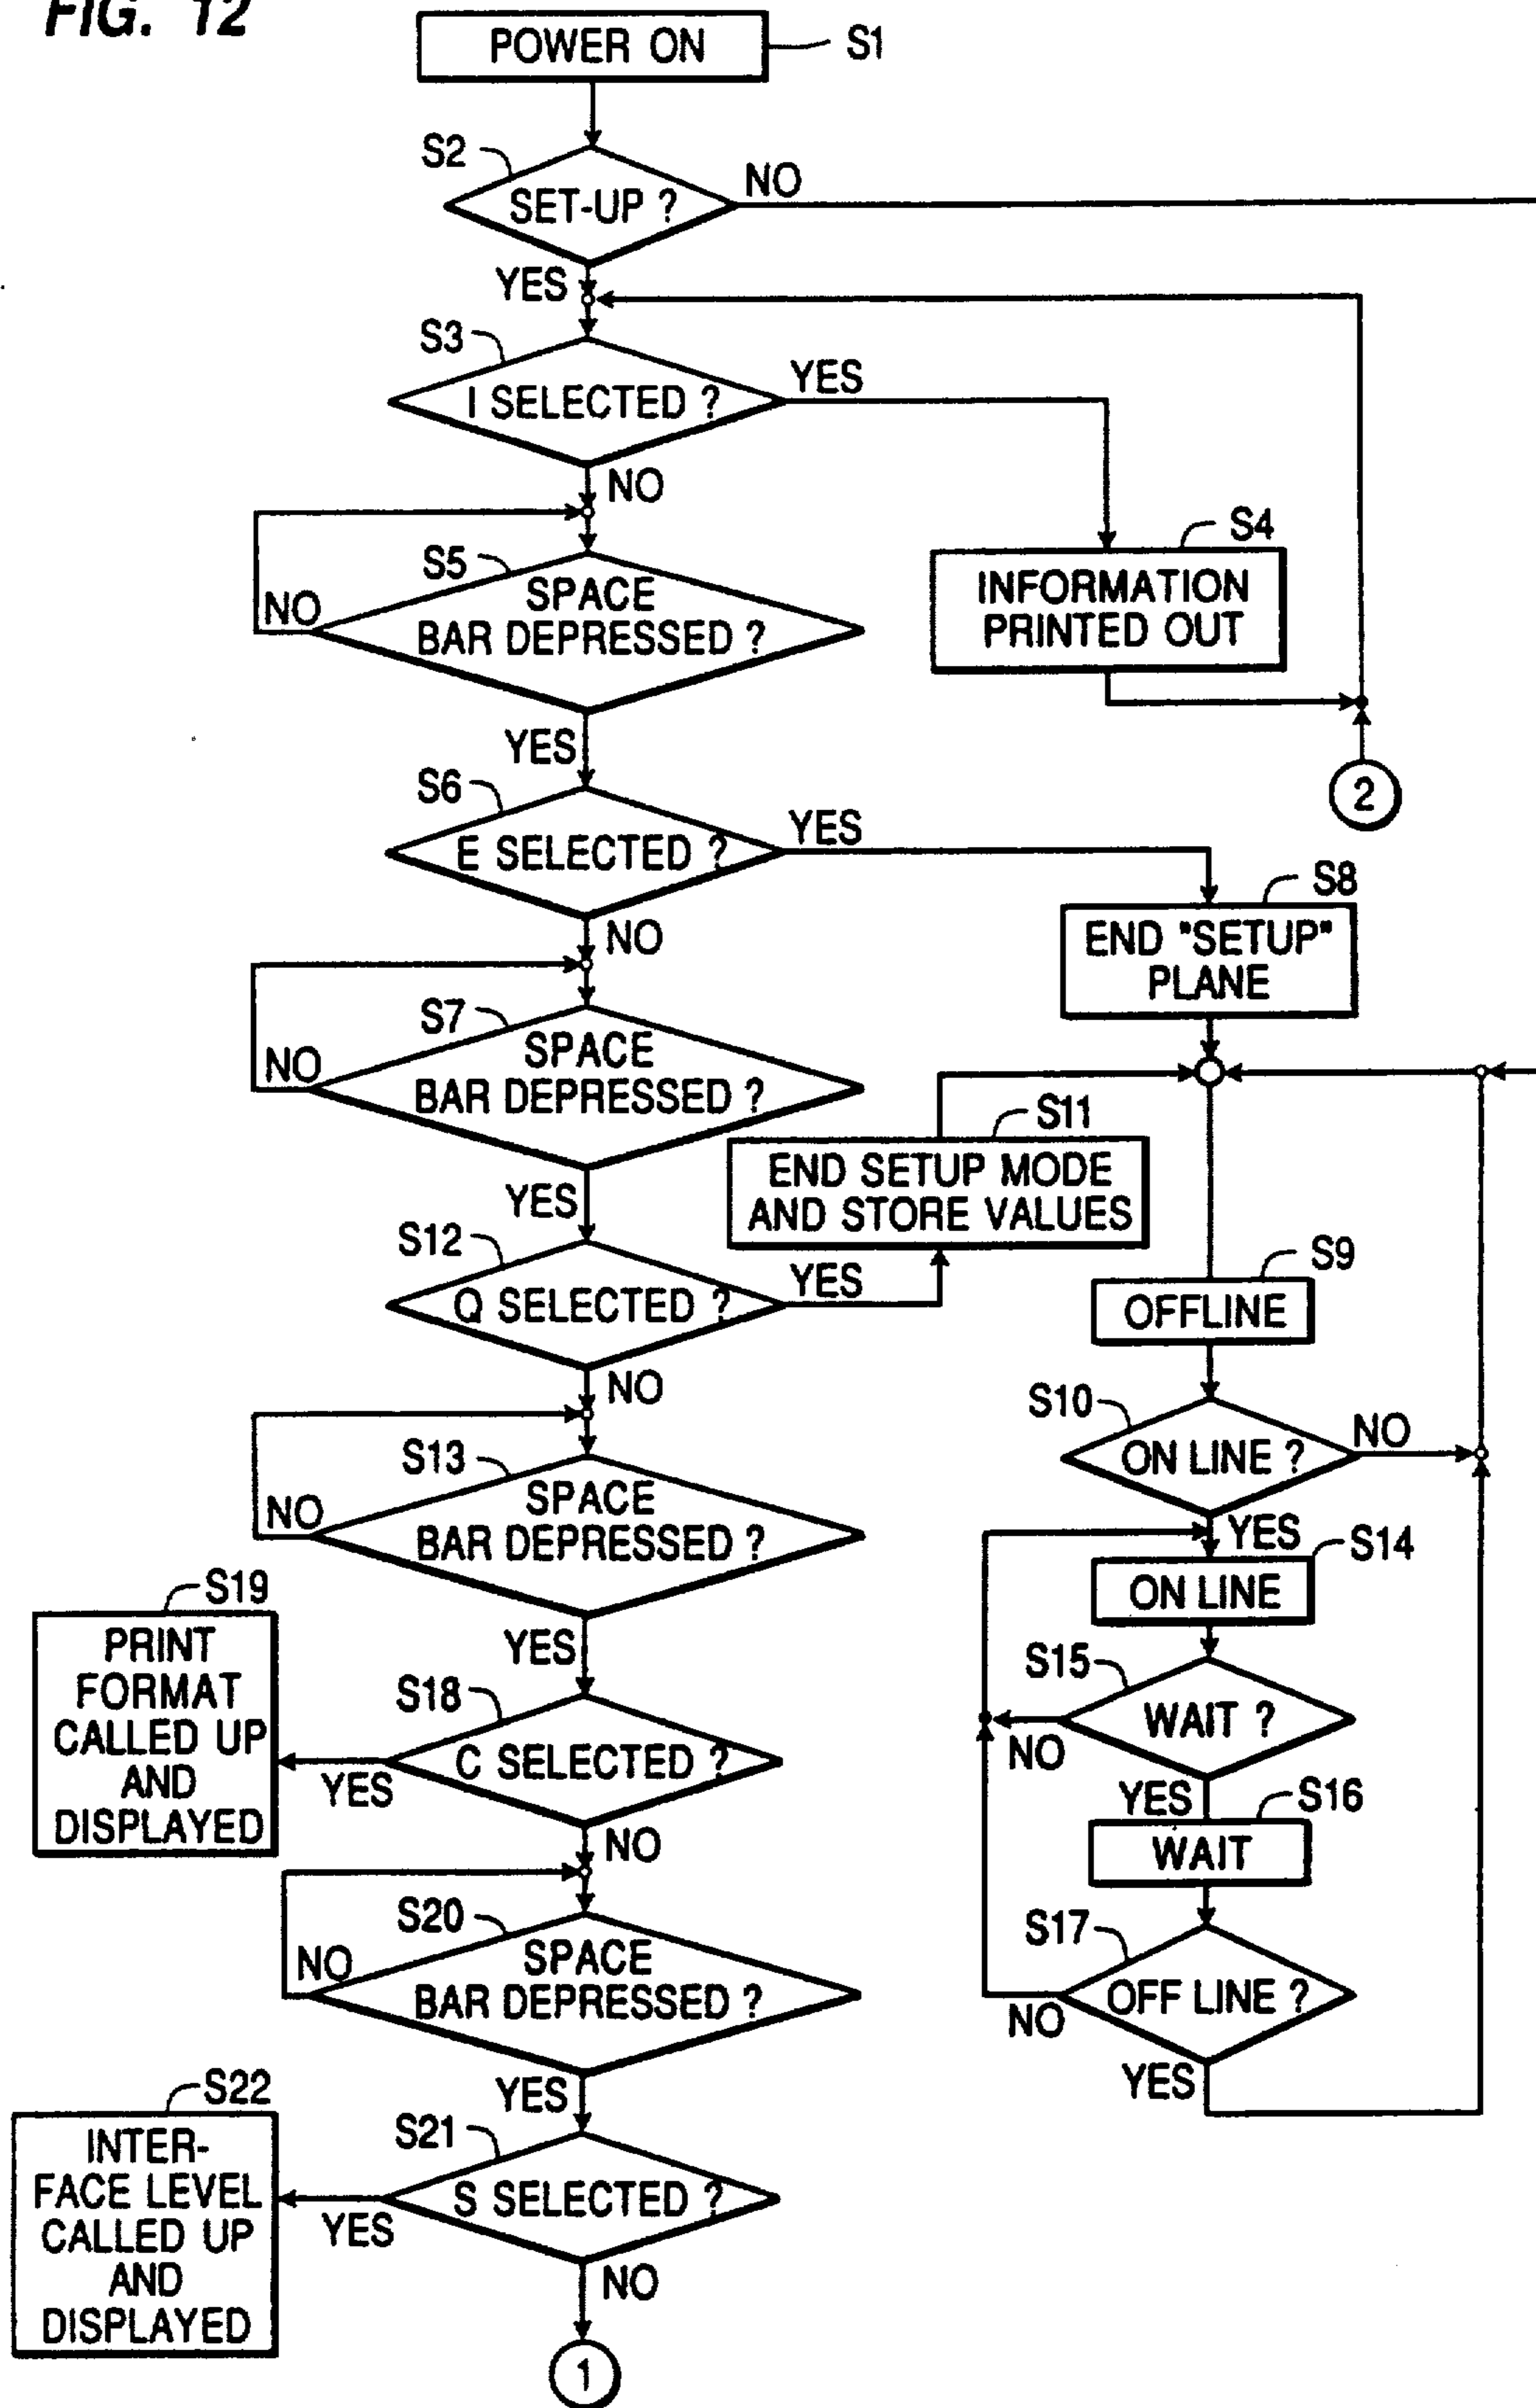 FIG. 12
POWER ON
S1
S2
SET-UP ?
NO
YES
S3
I SELECTED ?
YES
NO
S4
INFORMATION
PRINTED OUT
S5
SPACE
BAR DEPRESSED ?
NO
YES
2
S6
E SELECTED ?
YES
NO
S8
END "SETUP"
PLANE
S7
SPACE
BAR DEPRESSED ?
NO
YES
S11
END SETUP MODE
AND STORE VALUES
S12
Q SELECTED ?
YES
NO
S9
OFFLINE
S10
ON LINE ?
NO
YES
S13
SPACE
BAR DEPRESSED ?
NO
YES
S14
ON LINE
S15
WAIT ?
NO
YES
S19
PRINT
FORMAT
CALLED UP
AND
DISPLAYED
S18
C SELECTED ?
YES
NO
S16
WAIT
S17
OFF LINE ?
NO
YES
S20
SPACE
BAR DEPRESSED ?
NO
YES
S22
INTER-
FACE LEVEL
CALLED UP
AND
DISPLAYED
S21
S SELECTED ?
YES
NO
1